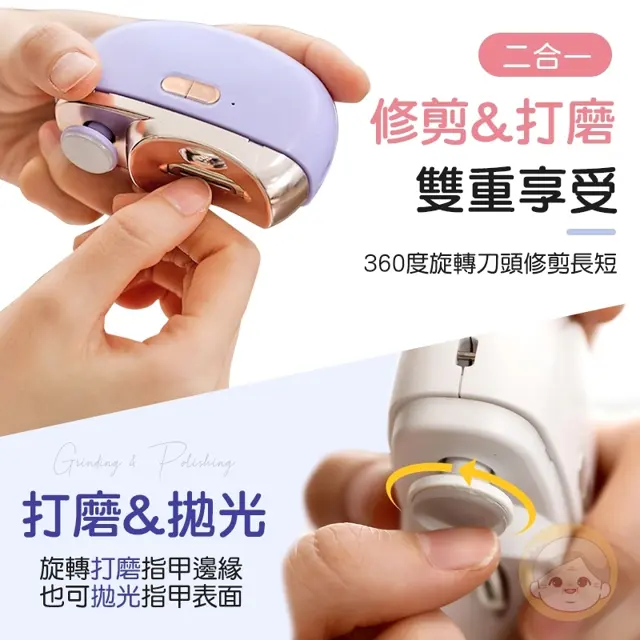 二合一
修剪&打磨
雙重享受
360度旋轉刀頭修剪長短
Grinding & Polishing
打磨&拋光
旋轉打磨指甲邊緣
也可拋光指甲表面